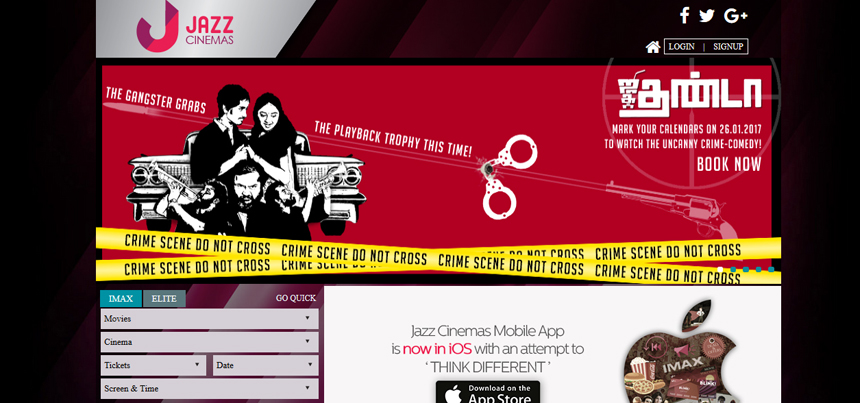 JAZZ
CINEMAS
LOGIN | SIGNUP
THE GANGSTER GRABS
THE PLAYBACK TROPHY THIS TIME!
ஜிகர்தண்டா
MARK YOUR CALENDARS ON 26.01.2017
TO WATCH THE UNCANNY CRIME-COMEDY!
BOOK NOW
CRIME SCENE DO NOT CROSS CRIME SCENE DO NOT CROSS CRIME SCENE DO NOT CROSS CRIME SCENE DO NOT CROSS
CRIME SCENE DO NOT CROSS CRIME SCENE DO NOT CROSS CRIME SCENE DO NOT CROSS CRIME SCENE DO NOT CROSS
IMAX ELITE GO QUICK
Movies
Cinema
Tickets Date
Screen & Time
Jazz Cinemas Mobile App
is now in iOS with an attempt to
‘ THINK DIFFERENT ’
Download on the
App Store
IMAX